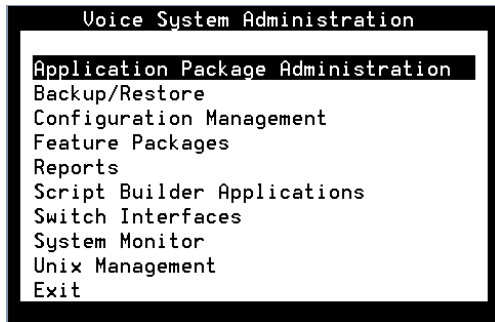 Voice System Administration
Application Package Administration
Backup/Restore
Configuration Management
Feature Packages
Reports
Script Builder Applications
Switch Interfaces
System Monitor
Unix Management
Exit